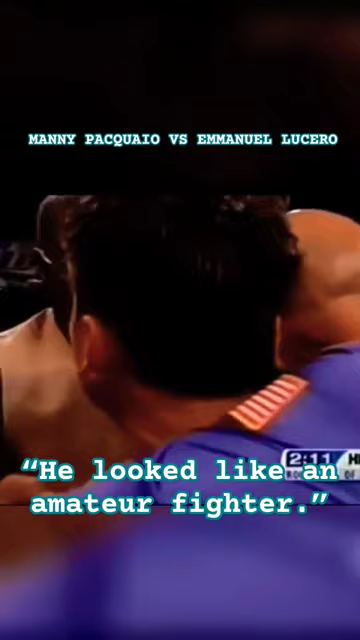 MANNY PACQUAIO VS EMMANUEL LUCERO
2:11
“He looked like an
amateur fighter.”